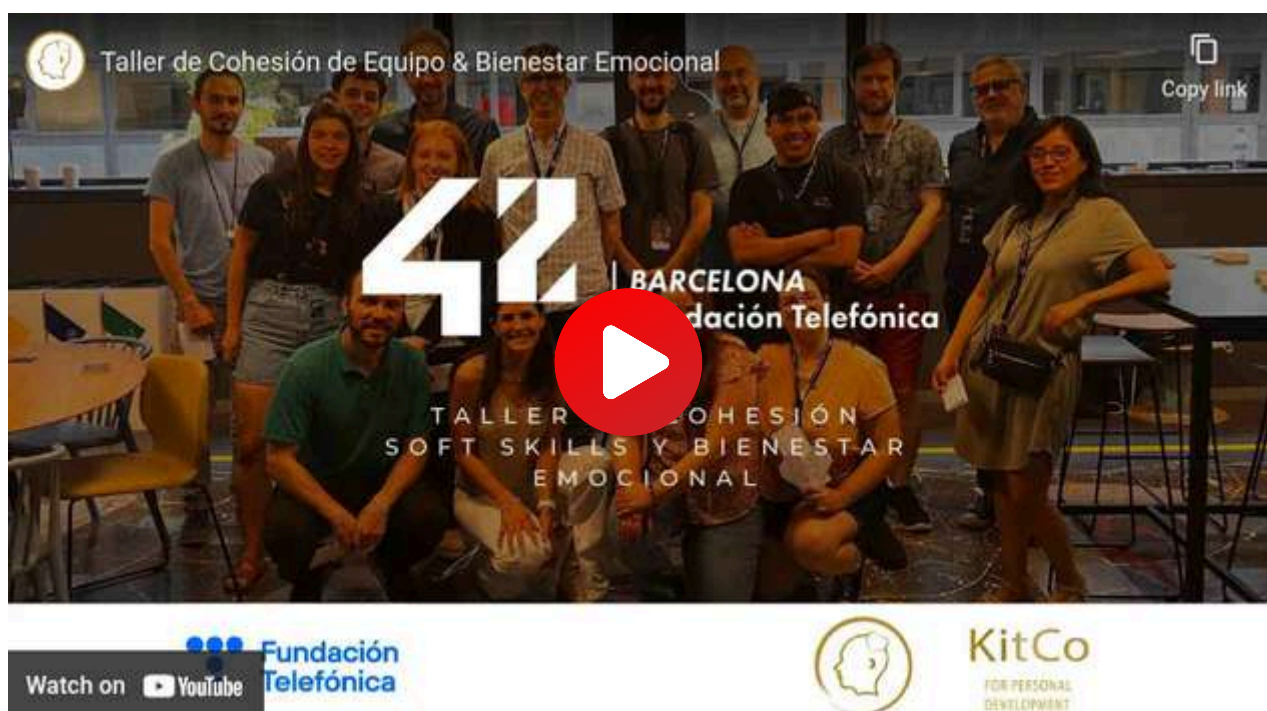 Taller de Cohesión de Equipo & Bienestar Emocional
Copy link
42
BARCELONA
dación Telefónica
TALLER COHESIÓN
SOFT SKILLS Y BIENESTAR
EMOCIONAL
Fundación
Telefónica
KitCo
FOR PERSONAL
DEVELOPMENT
Watch on YouTube